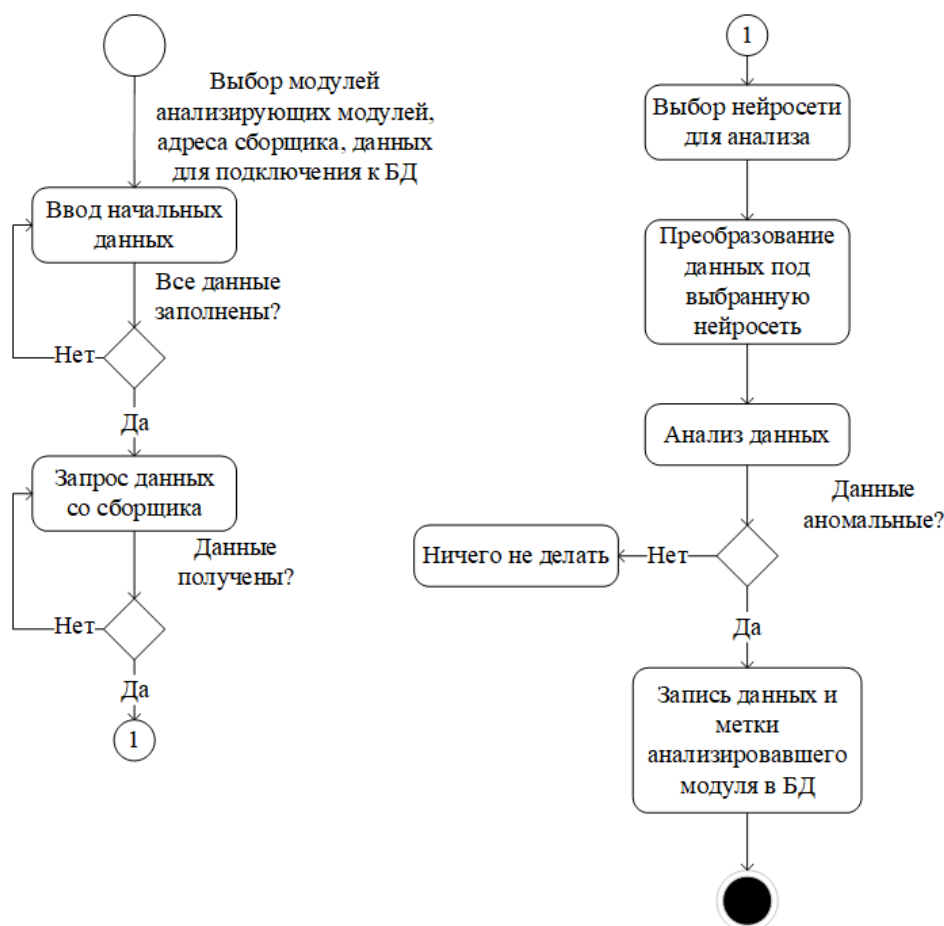 Выбор модулей
анализирующих модулей,
адреса сборщика, данных
для подключения к БД
Ввод начальных
данных
Все данные
заполнены?
Нет
Да
Запрос данных
со сборщика
Данные
получены?
Нет
Да
1
1
Выбор нейросети
для анализа
Преобразование
данных под
выбранную
нейросеть
Анализ данных
Данные
аномальные?
Ничего не делать
Нет
Да
Запись данных и
метки
анализировавшего
модуля в БД